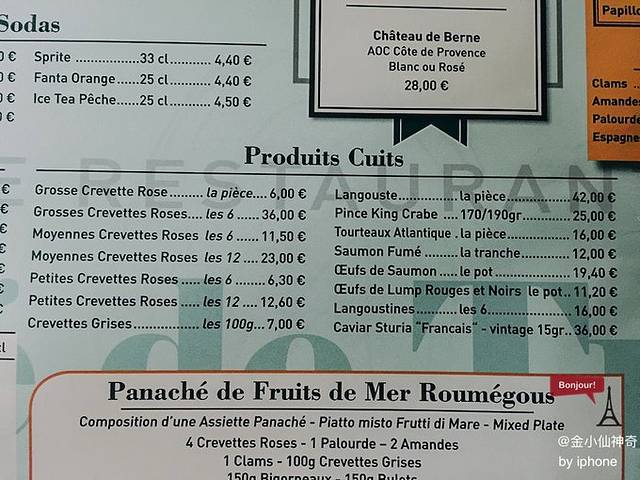 Sodas
Sprite ................33 cl........... 4,40 €
Fanta Orange......25 cl........... 4,40 €
Ice Tea Pêche......25 cl........... 4,50 €
Château de Berne
AOC Côte de Provence
Blanc ou Rosé
28,00 €
Papillo
Clams ..
Amandes
Palourde
Espagne
RESTAURAN
Produits Cuits
Grosse Crevette Rose......... la pièce.... 6,00 €
Grosses Crevettes Roses.... les 6 ...... 36,00 €
Moyennes Crevettes Roses les 6 ...... 11,50 €
Moyennes Crevettes Roses les 12 .... 23,00 €
Petites Crevettes Roses ..... les 6 ....... 6,30 €
Petites Crevettes Roses ..... les 12 .... 12,60 €
Crevettes Grises...................... les 100g... 7,00 €
Langouste............... la pièce................. 42,00 €
Pince King Crabe .... 170/190gr............. 25,00 €
Tourteaux Atlantique . la pièce................. 16,00 €
Saumon Fumé ........ la tranche............. 12,00 €
Œufs de Saumon .... le pot.................... 19,40 €
Œufs de Lump Rouges et Noirs le pot.. 11,20 €
Langoustines........... les 6..................... 16,00 €
Caviar Sturia "Francais" - vintage 15gr.. 36,00 €
Panaché de Fruits de Mer Roumégous
Bonjour!
Composition d'une Assiette Panaché - Piatto misto Frutti di Mare - Mixed Plate
4 Crevettes Roses - 1 Palourde – 2 Amandes
1 Clams - 100g Crevettes Grises
150g Bigorneaux - 150g Bulots
@金小仙神奇
by iphone